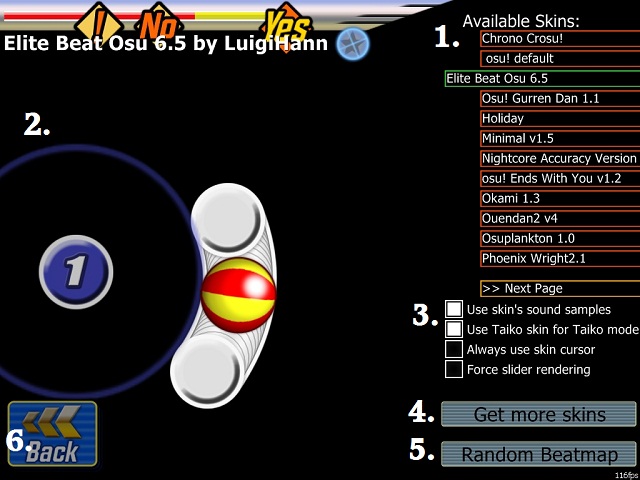 ! No Yes
Elite Beat Osu 6.5 by LuigiHann
2.
1
6.
Back
Available Skins:
1.
Chrono Crosu!
osu! default
Elite Beat Osu 6.5
Osu! Gurren Dan 1.1
Holiday
Minimal v1.5
Nightcore Accuracy Version
osu! Ends With You v1.2
Okami 1.3
Ouendan2 v4
Osuplankton 1.0
Phoenix Wright2.1
>> Next Page
3.
Use skin's sound samples
Use Taiko skin for Taiko mode
Always use skin cursor
Force slider rendering
4.
Get more skins
5.
Random Beatmap
116fps